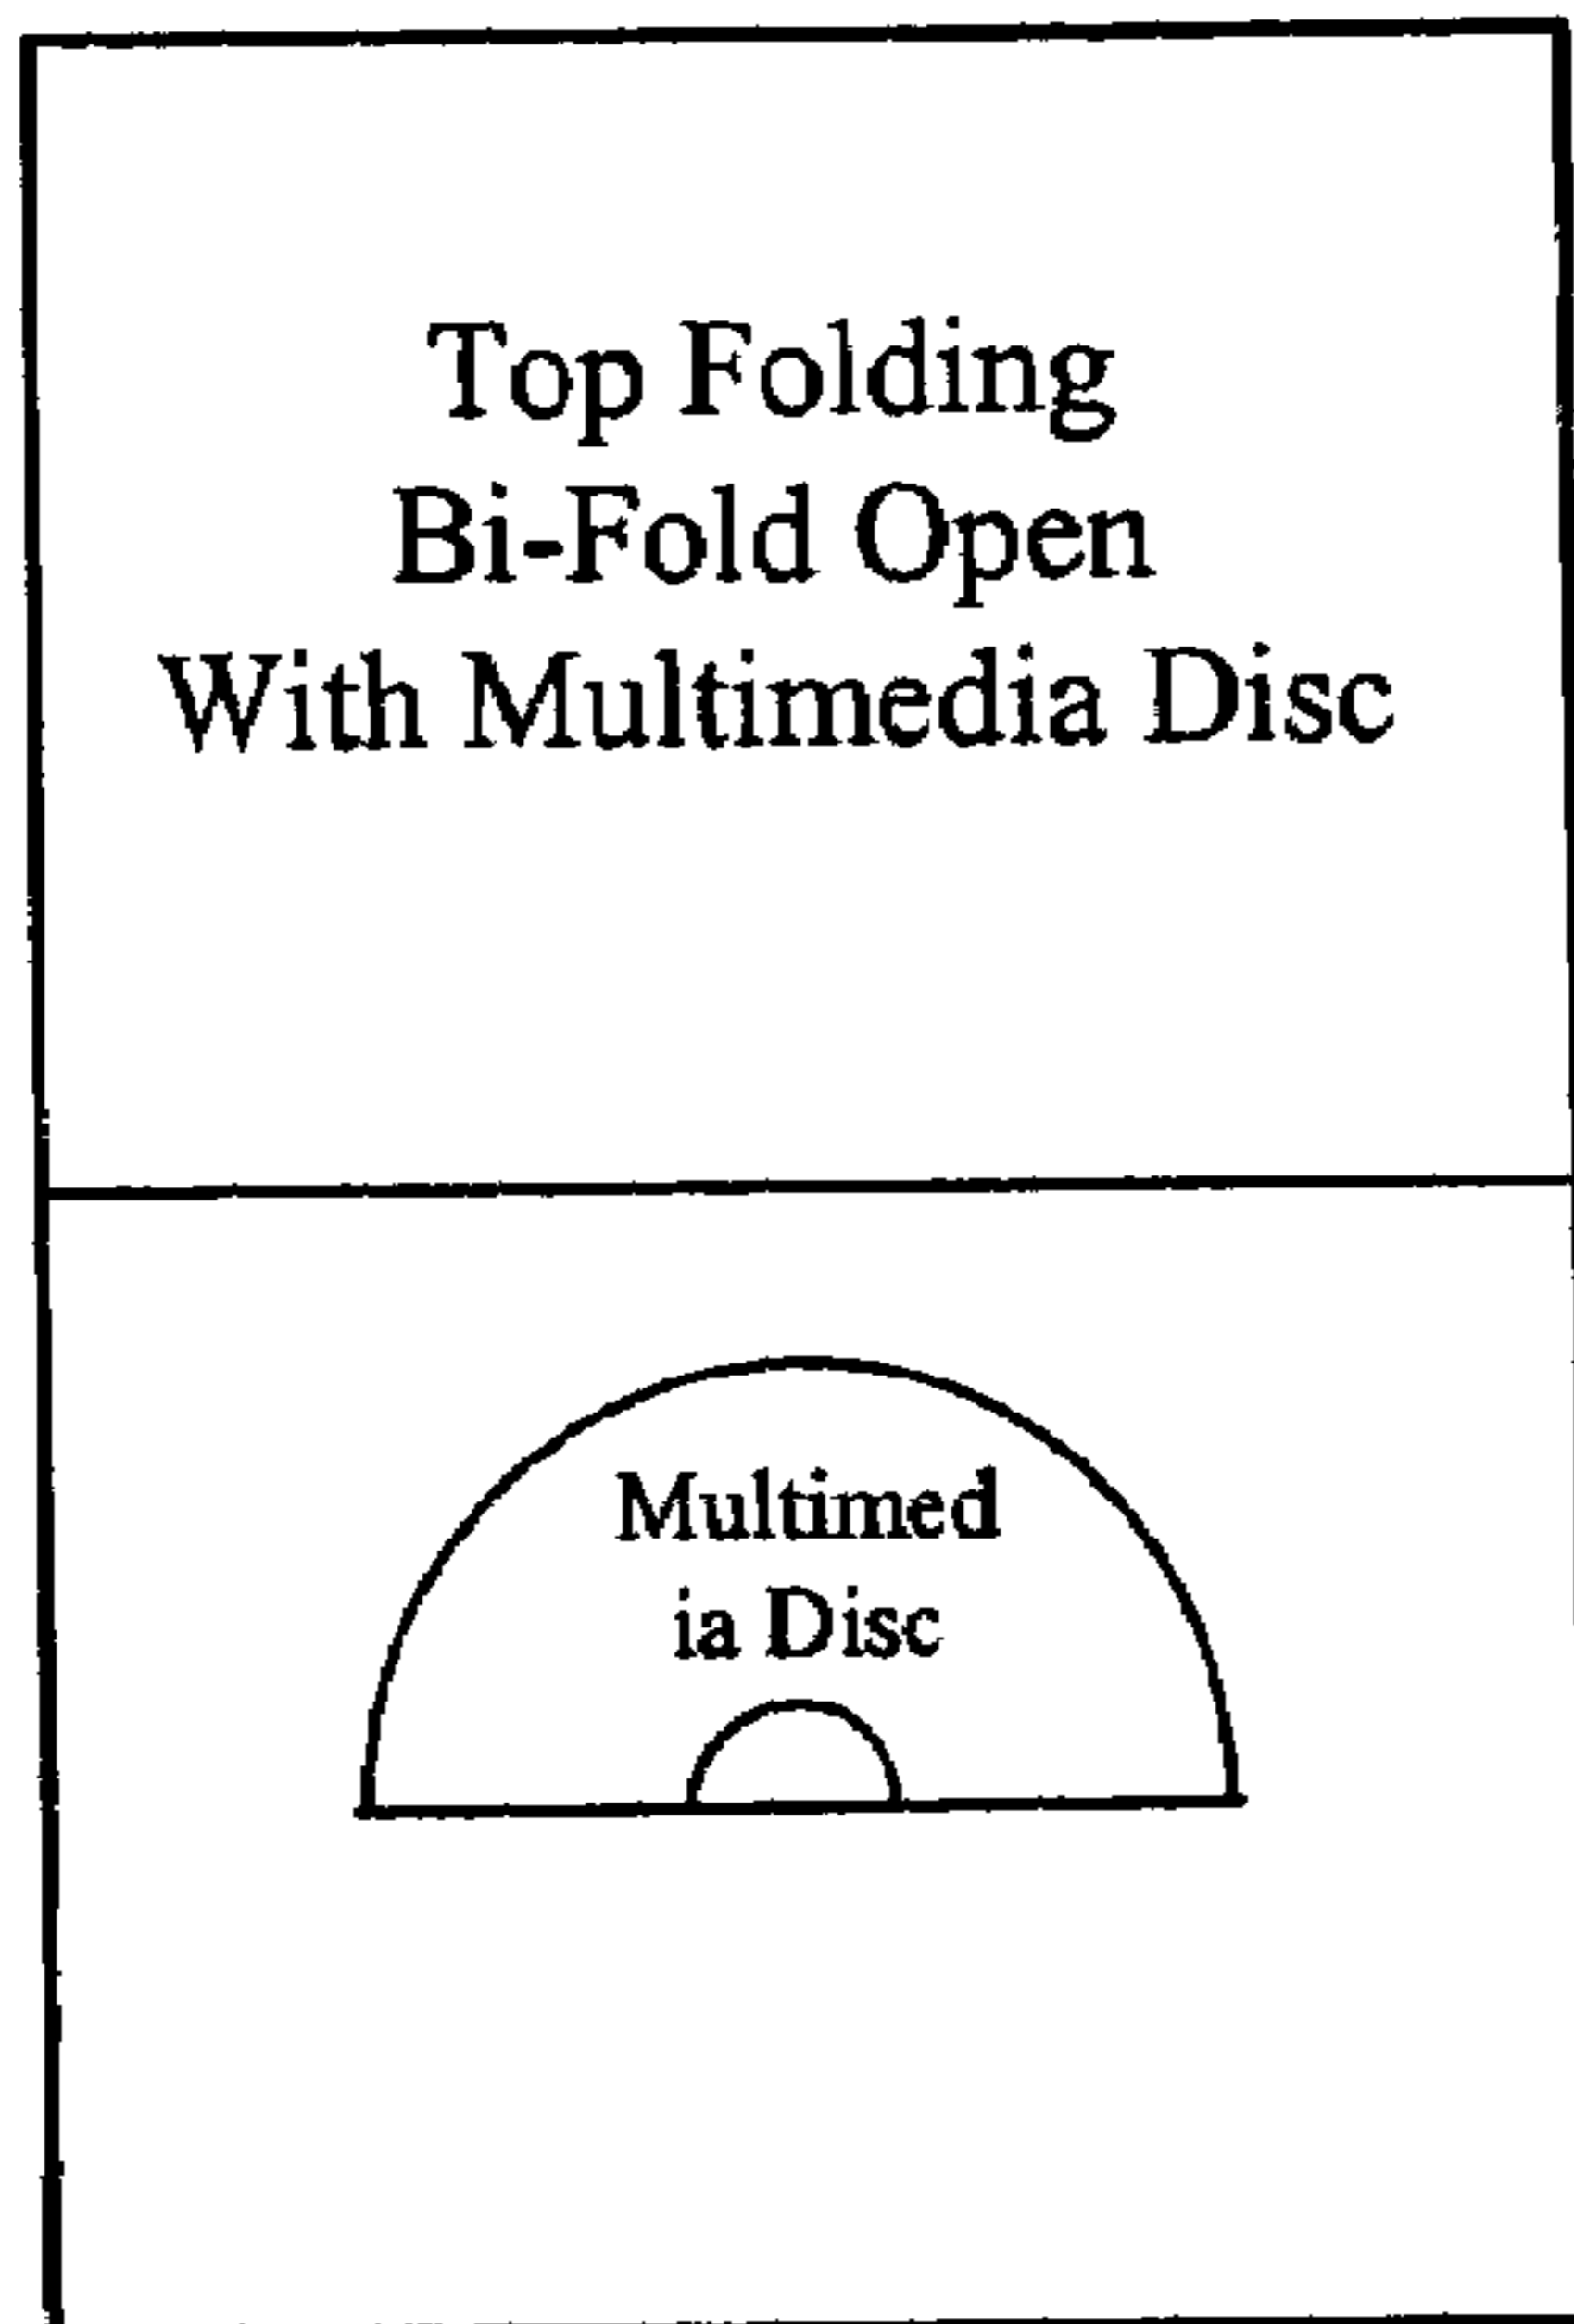 Top Folding
Bi-Fold Open
With Multimedia Disc
Multimed
ia Disc